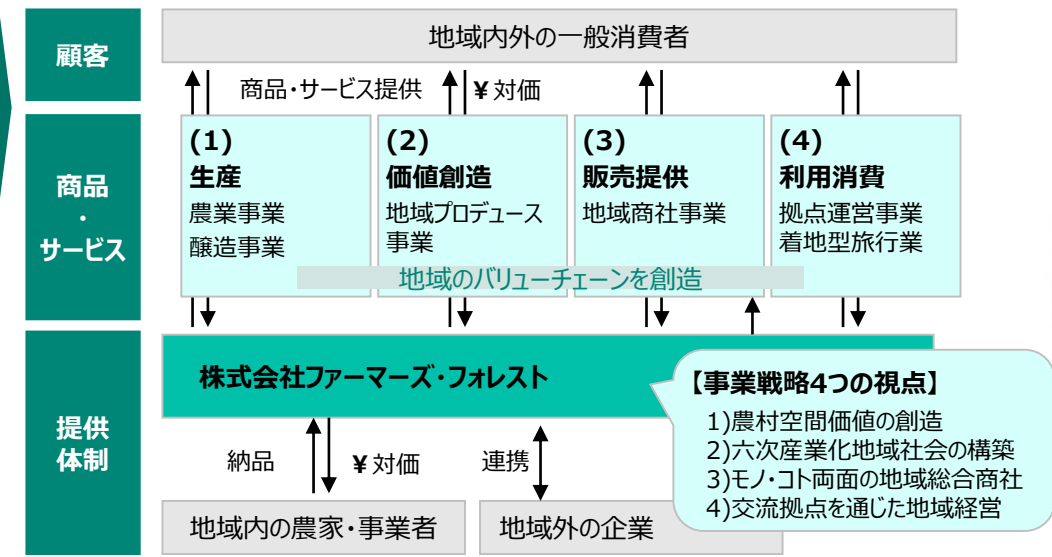 顧客
地域内外の一般消費者
商品・サービス提供
¥ 対価
商品
・
サービス
(1)
生産
農業事業
醸造事業
(2)
価値創造
地域プロデュース
事業
(3)
販売提供
地域商社事業
(4)
利用消費
拠点運営事業
着地型旅行業
地域のバリューチェーンを創造
提供
体制
株式会社ファーマーズ・フォレスト
【事業戦略4つの視点】
1)農村空間価値の創造
2)六次産業化地域社会の構築
3)モノ・コト両面の地域総合商社
4)交流拠点を通じた地域経営
納品
¥ 対価
連携
地域内の農家・事業者
地域外の企業